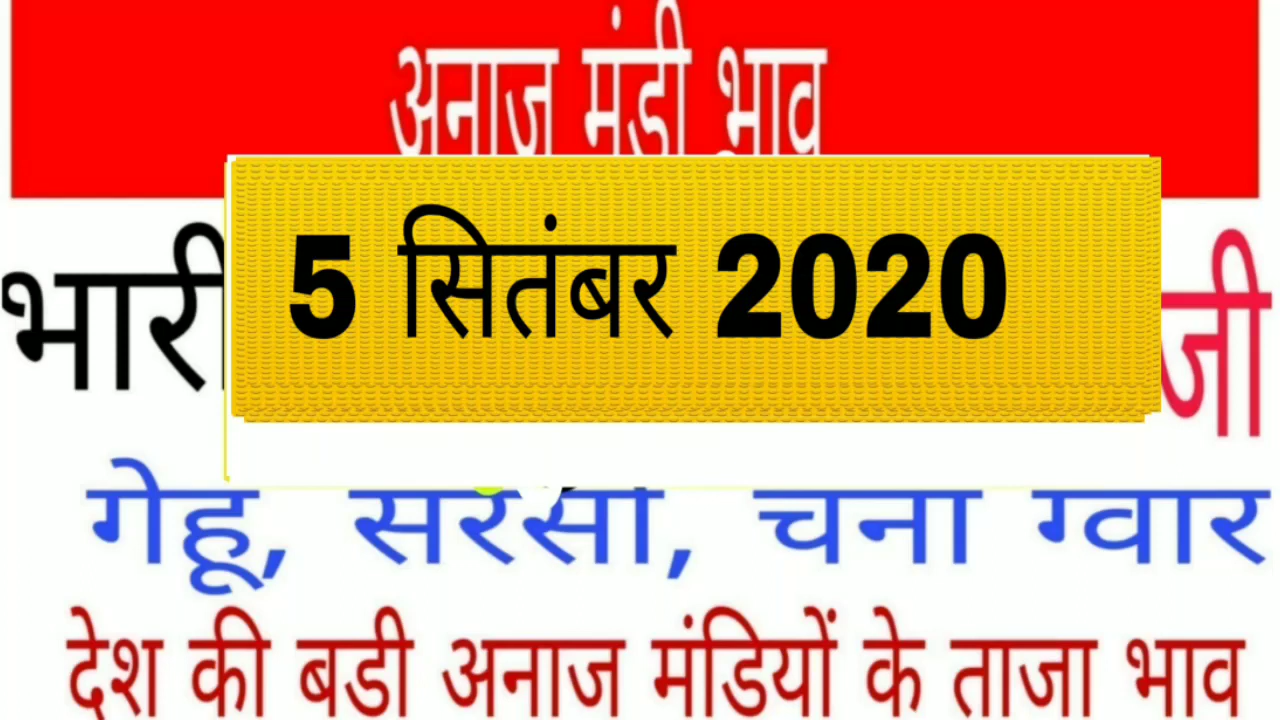 अनाज मंडी भाव
5 सितंबर 2020
गेहू, सरसों, चना ग्वार
देश की बडी अनाज मंडियों के ताजा भाव